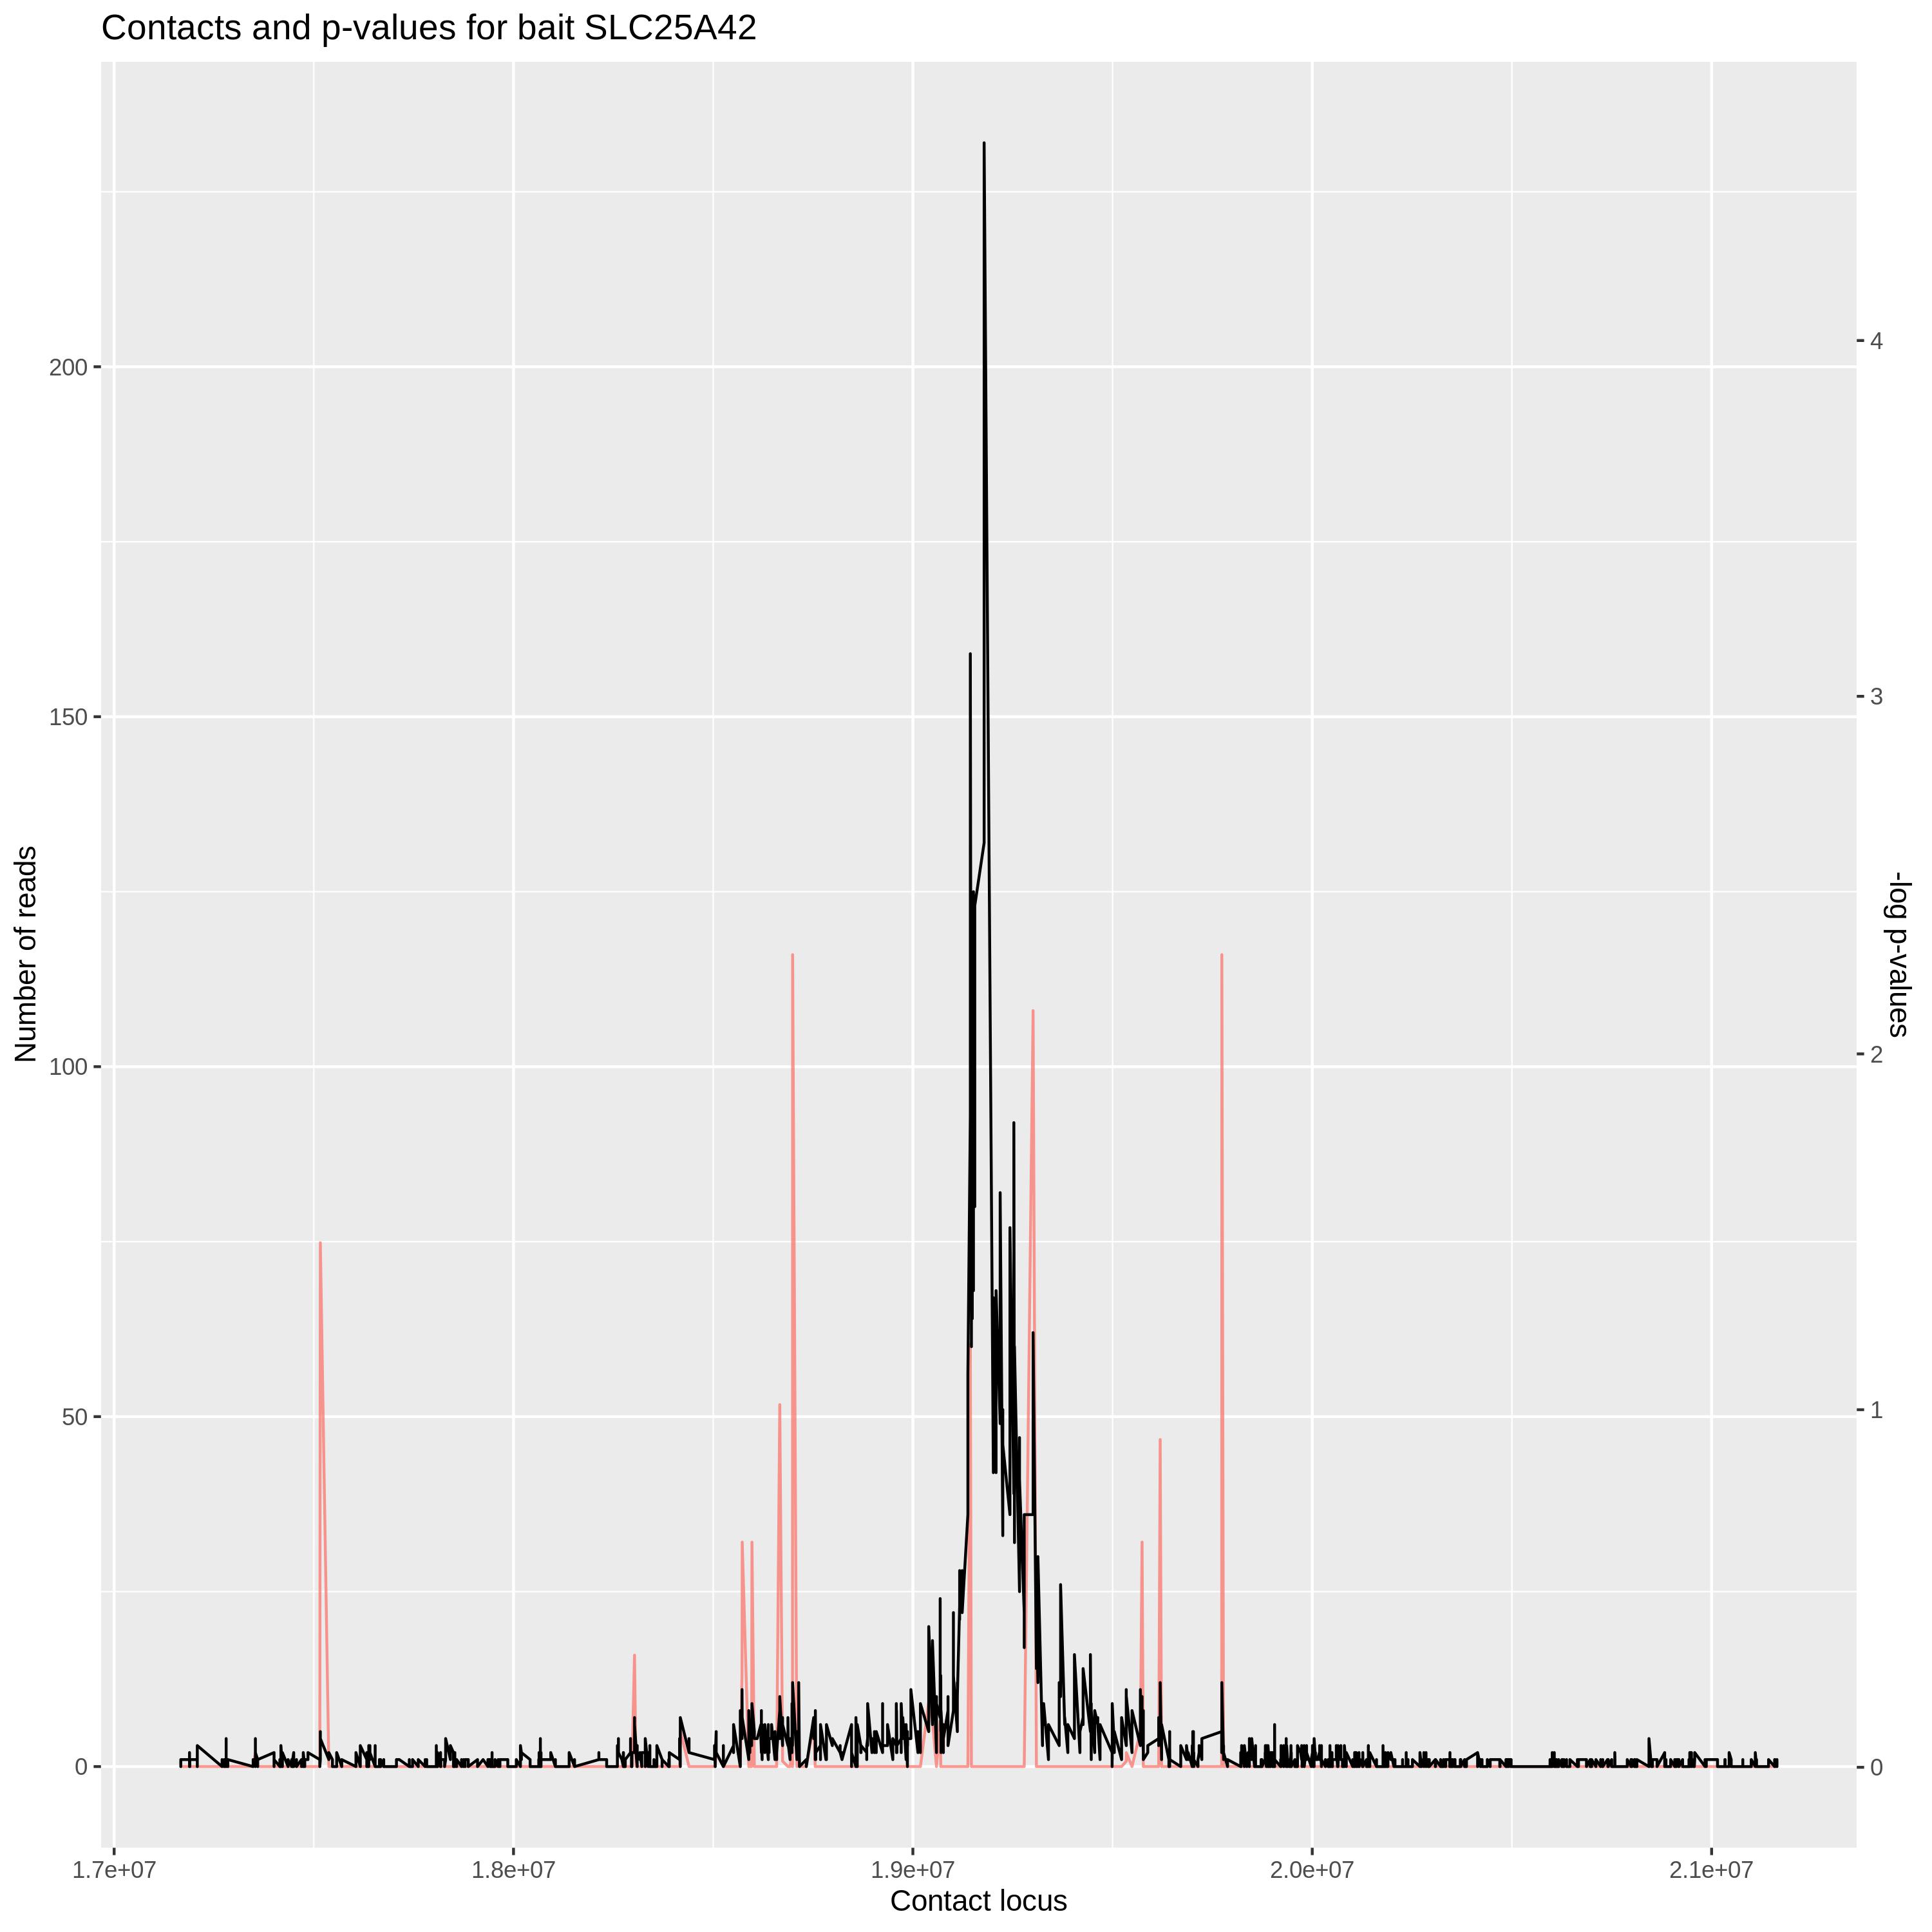 Contacts and p-values for bait SLC25A42
Number of reads
200
150
100
50
0
4
3
2
1
0
-log p-values
1.7e+07
1.8e+07
1.9e+07
2.0e+07
2.1e+07
Contact locus